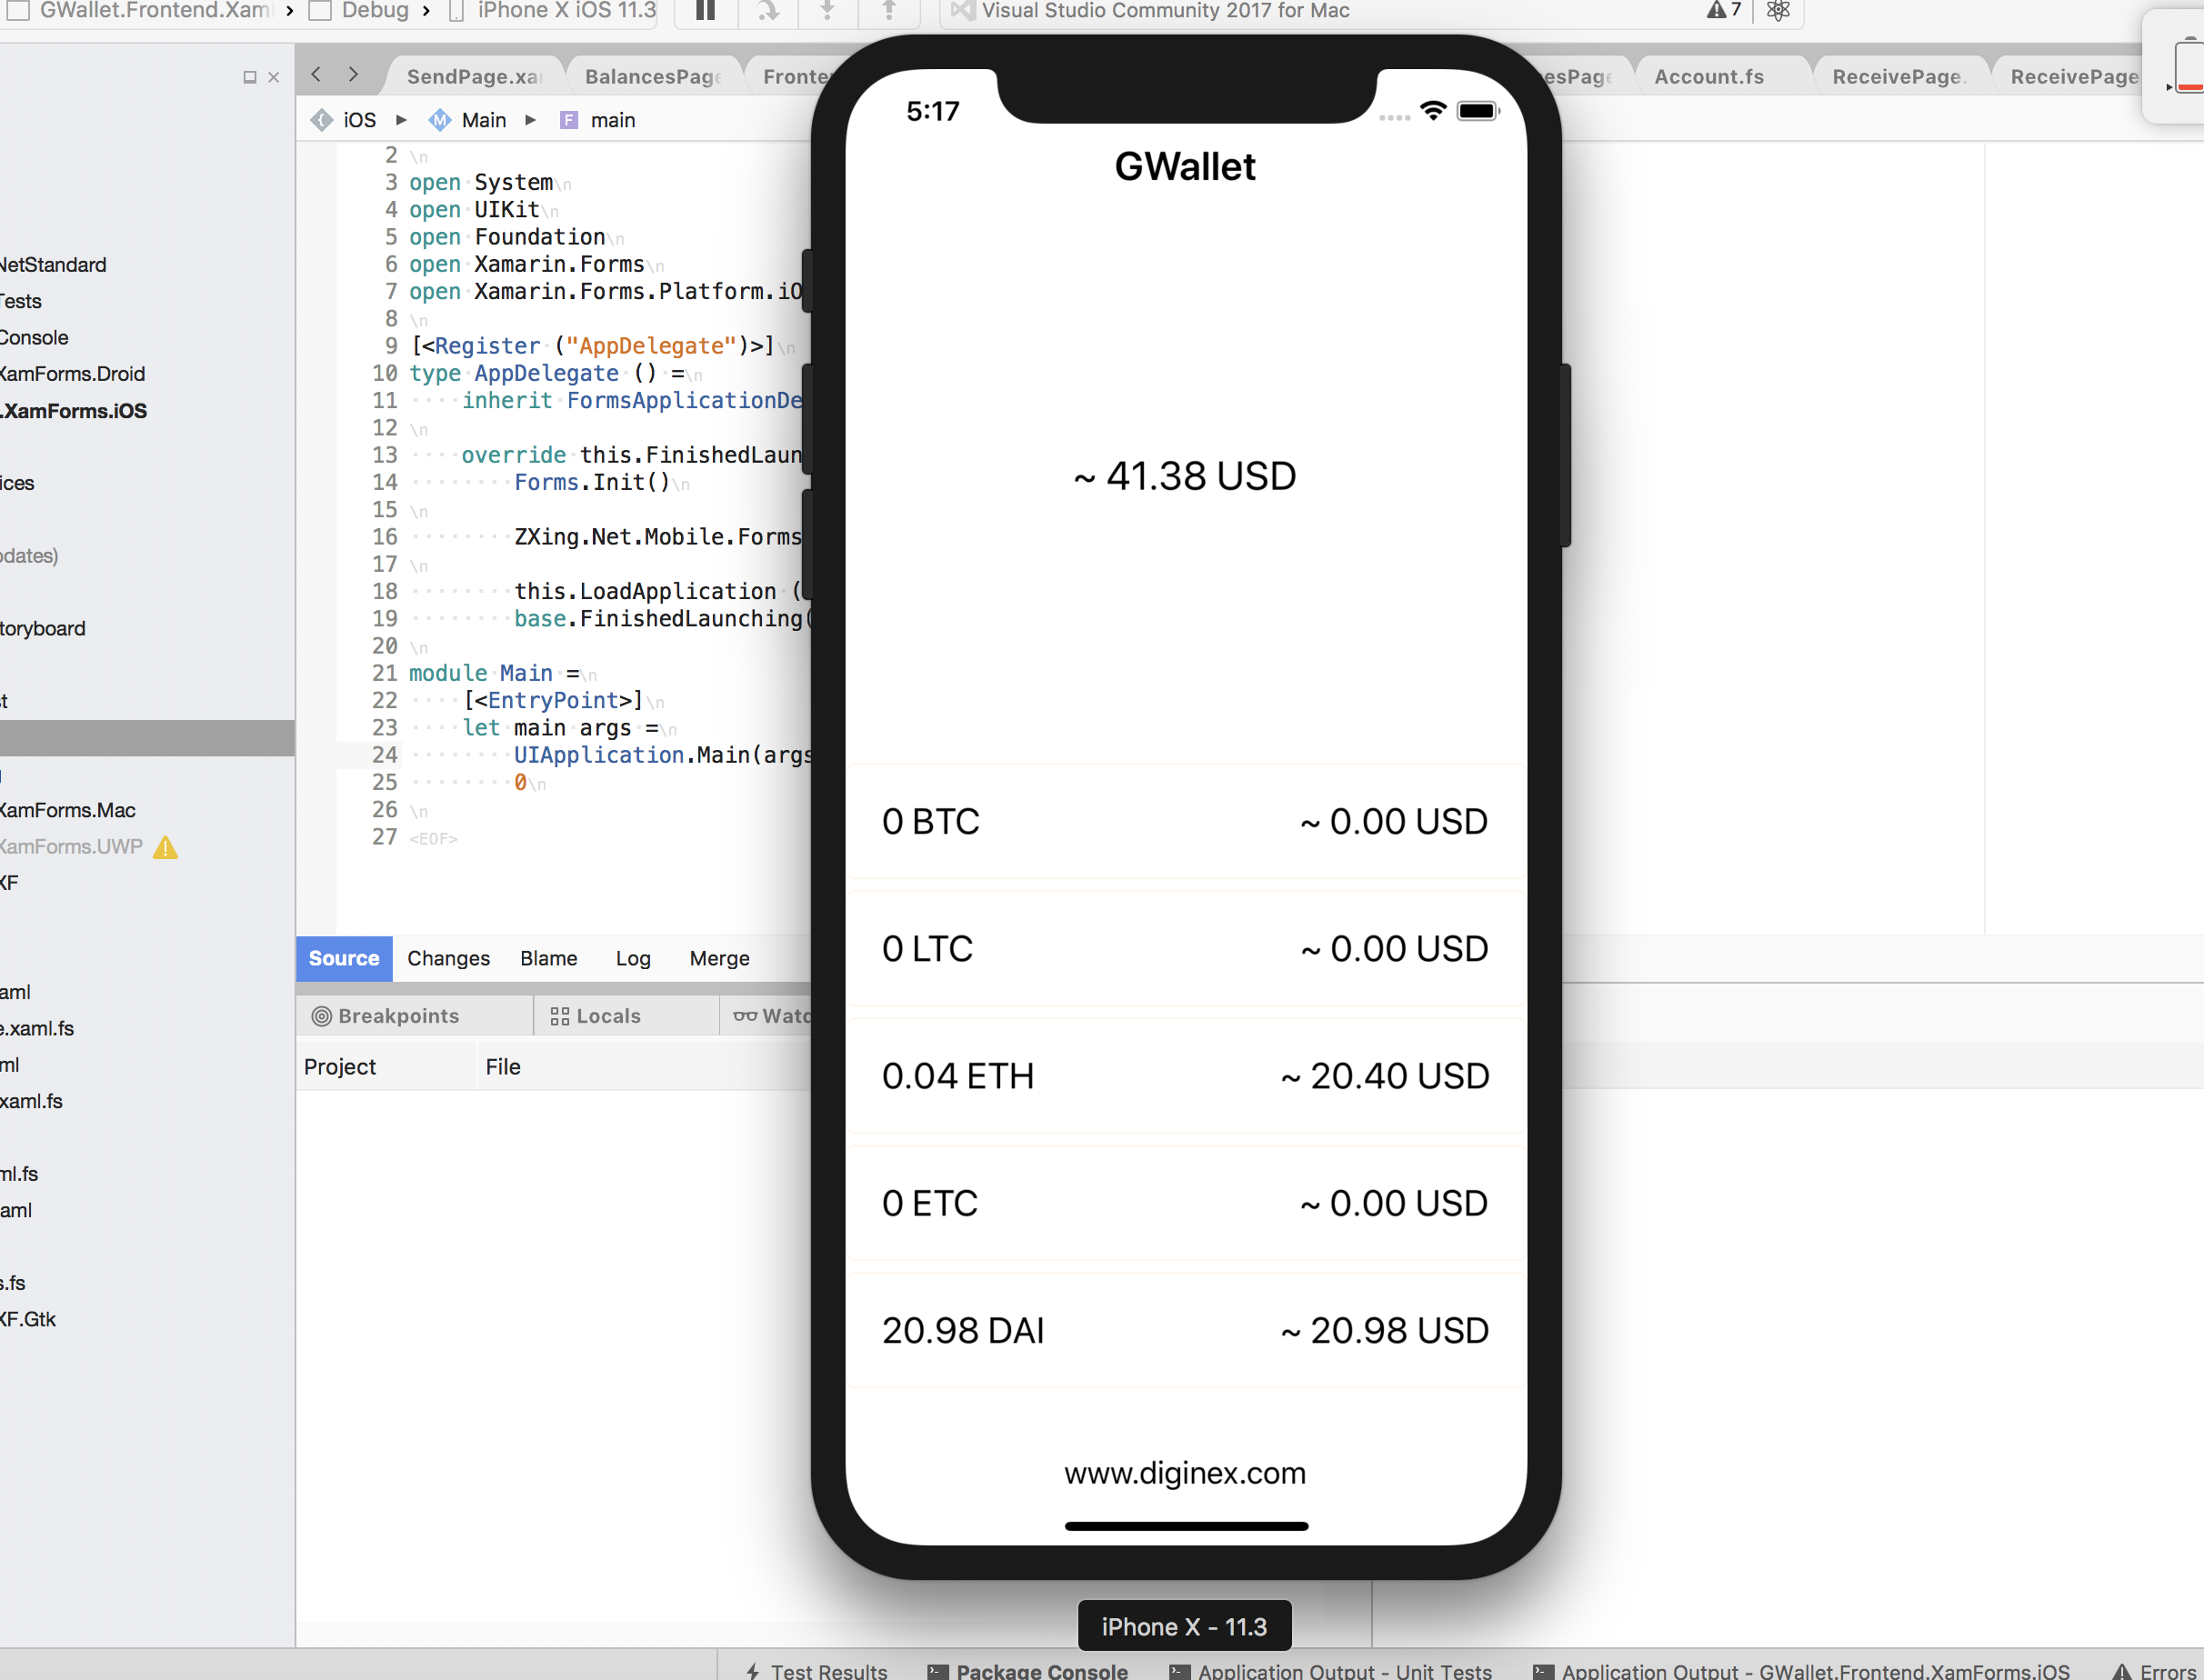 GWallet.Frontend.Xam
Debug
iPhone X iOS 11.3
Visual Studio Community 2017 for Mac
7
SendPage.xa
BalancesPage
Fronte
esPage
Account.fs
ReceivePage.
ReceivePage
iOS ▸ M Main ▸ F main
NetStandard
Tests
Console
XamForms.Droid
.XamForms.iOS
ices
odates)
toryboard
st
XamForms.Mac
XamForms.UWP
XF
aml
e.xaml.fs
ml
xaml.fs
ml.fs
aml
s.fs
XF.Gtk
2 \n
3 open System\n
4 open UIKit\n
5 open Foundation\n
6 open Xamarin.Forms\n
7 open Xamarin.Forms.Platform.iO
8 \n
9 [<Register ("AppDelegate")>]\n
10 type AppDelegate () =\n
11 inherit FormsApplicationDe
12 \n
13 override this.FinishedLaun
14 Forms.Init()\n
15 \n
16 ZXing.Net.Mobile.Forms
17 \n
18 this.LoadApplication (
19 base.FinishedLaunching(
20 \n
21 module Main =\n
22 [<EntryPoint>]\n
23 let main args =\n
24 UIApplication.Main(args
25 0\n
26 \n
27 <EOF>
Source
Changes
Blame
Log
Merge
Breakpoints
Locals
Watc
Project
File
5:17
GWallet
~ 41.38 USD
0 BTC ~ 0.00 USD
0 LTC ~ 0.00 USD
0.04 ETH ~ 20.40 USD
0 ETC ~ 0.00 USD
20.98 DAI ~ 20.98 USD
www.diginex.com
iPhone X - 11.3
Test Results
Package Console
Application Output - Unit Tests
Application Output - GWallet.Frontend.XamForms.iOS
Errors